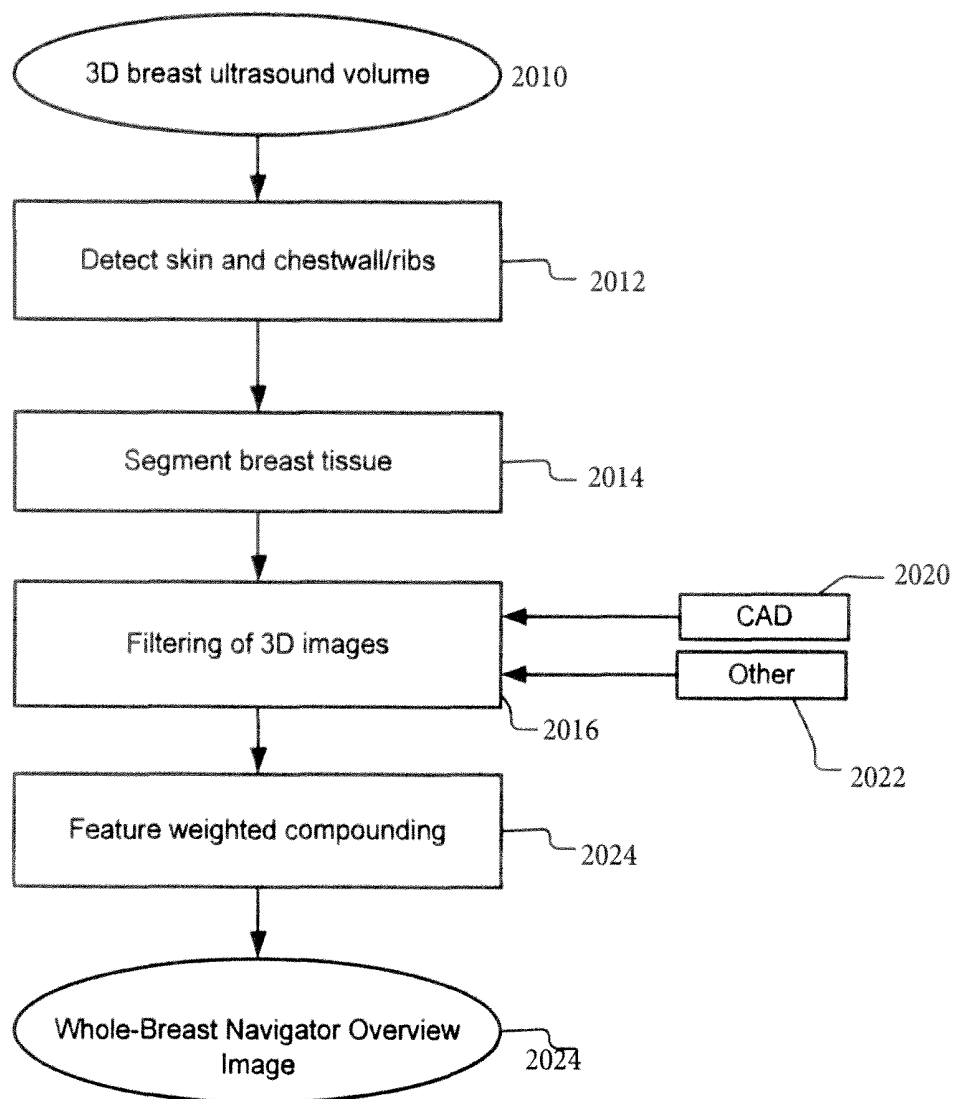 3D breast ultrasound volume
2010
Detect skin and chestwall/ribs
2012
Segment breast tissue
2014
2020
CAD
Filtering of 3D images
Other
2016
2022
Feature weighted compounding
2024
Whole-Breast Navigator Overview
Image
2024